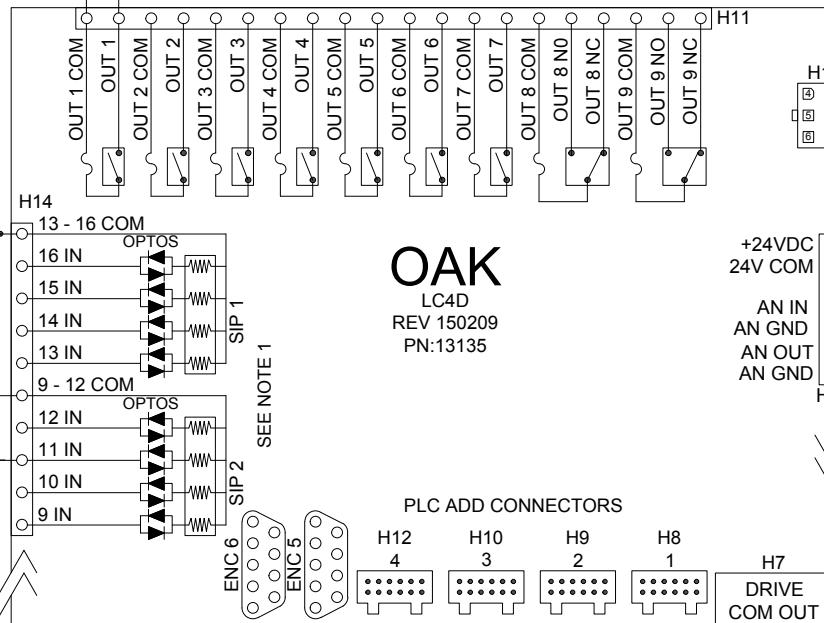 H11
OUT 1 COM
OUT 1
OUT 2 COM
OUT 2
OUT 3 COM
OUT 3
OUT 4 COM
OUT 4
OUT 5 COM
OUT 5
OUT 6 COM
OUT 6
OUT 7 COM
OUT 7
OUT 8 COM
OUT 8 N0
OUT 8 NC
OUT 9 COM
OUT 9 NO
OUT 9 NC
4
5
6
H14
13 - 16 COM
OPTOS
16 IN
15 IN
14 IN
13 IN
SIP 1
9 - 12 COM
OPTOS
12 IN
11 IN
10 IN
9 IN
SIP 2
SEE NOTE 1
OAK
LC4D
REV 150209
PN:13135
+24VDC
24V COM
AN IN
AN GND
AN OUT
AN GND
PLC ADD CONNECTORS
ENC 6
ENC 5
H12
4
H10
3
H9
2
H8
1
H7
DRIVE
COM OUT